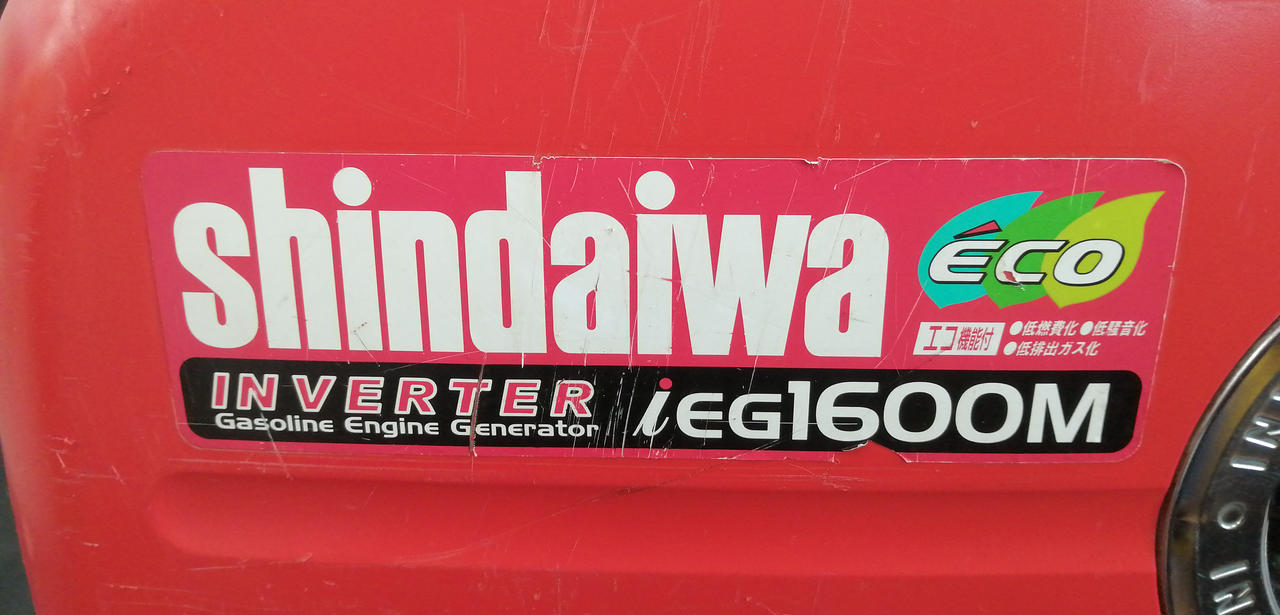 shindaiwa
ÉCO
エコ機能付
●低燃費化 ●低騒音化
●低排出ガス化
INVERTER
Gasoline Engine Generator
iEG1600M